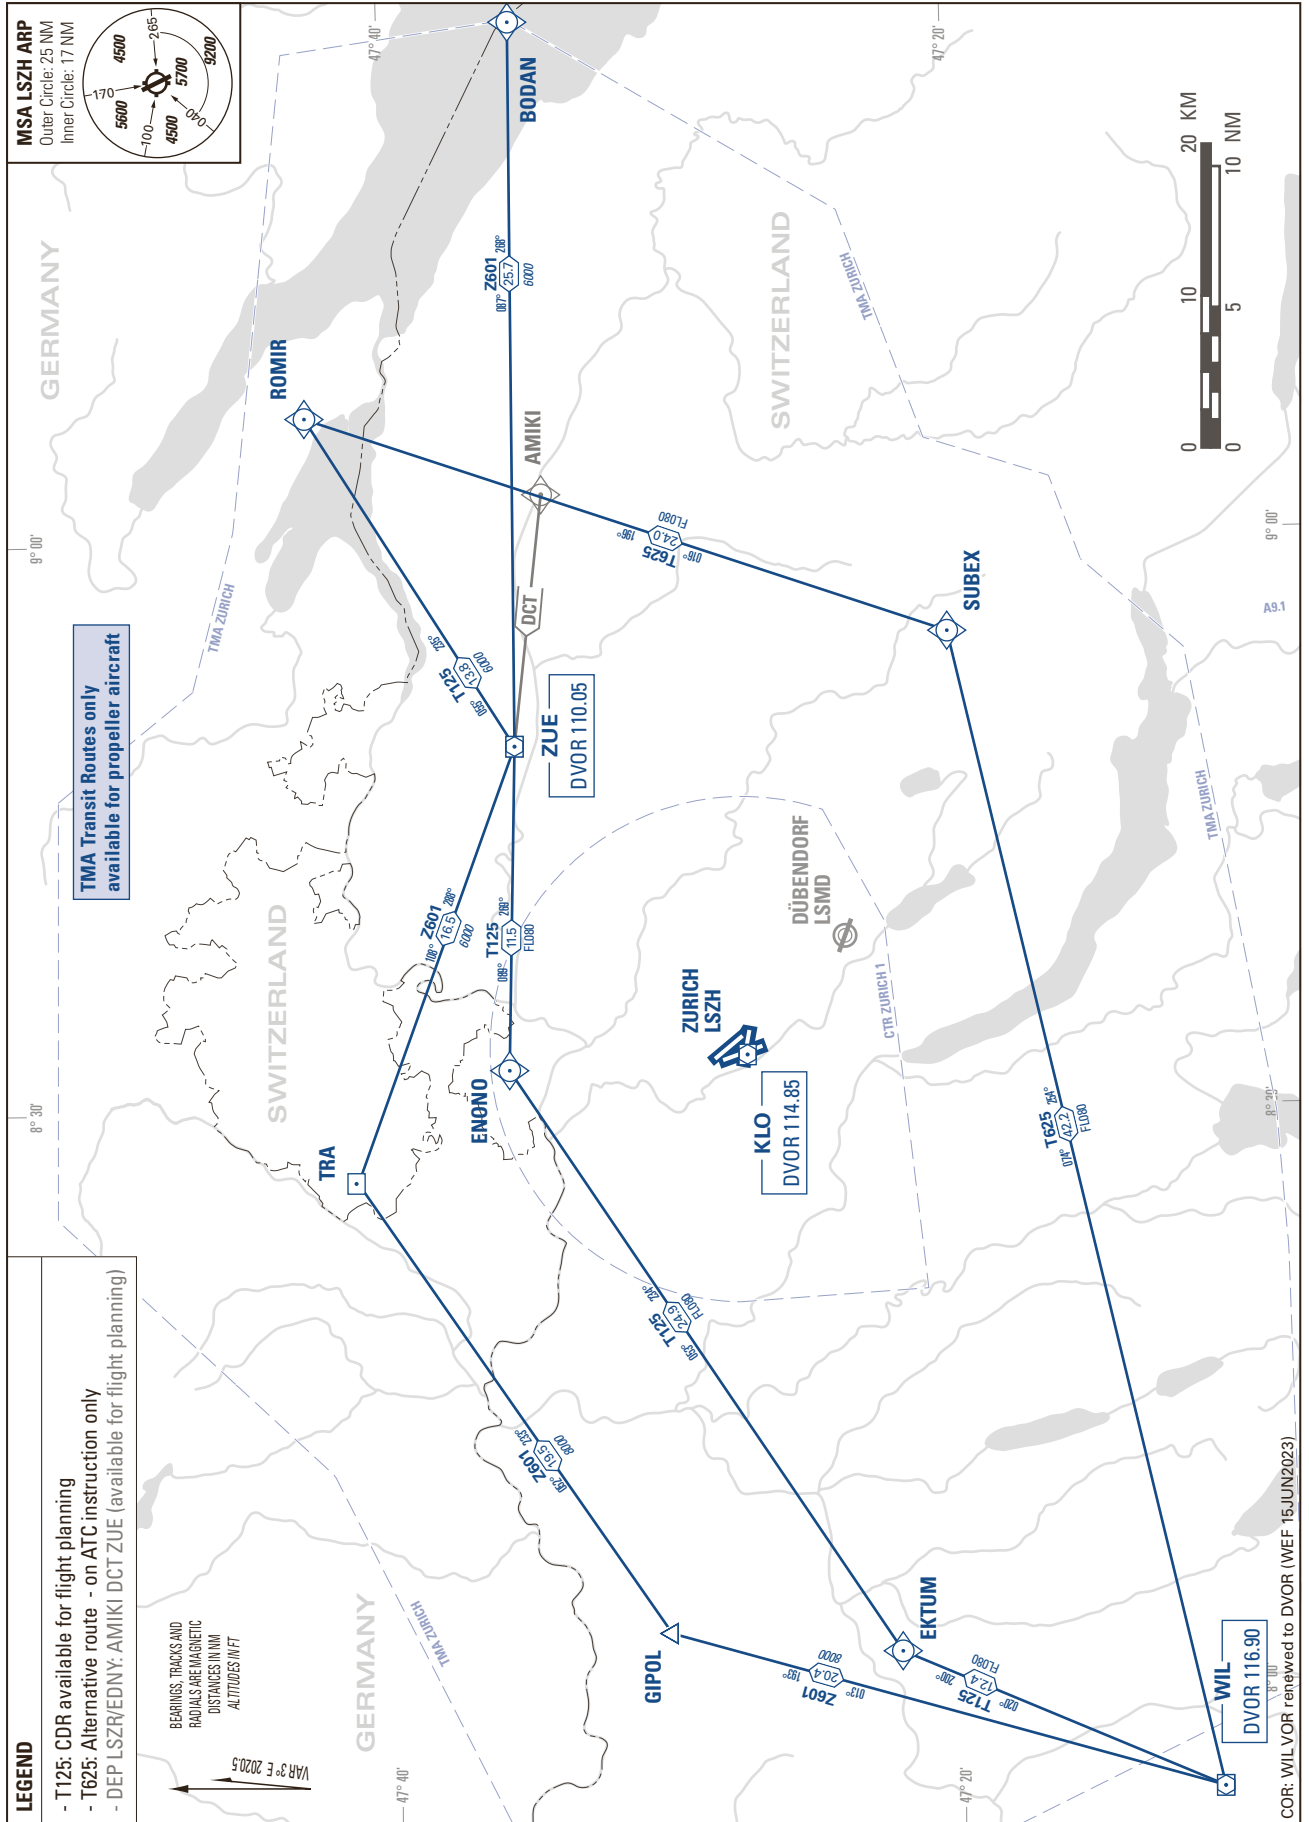 LEGEND
- T125: CDR available for flight planning
- T625: Alternative route - on ATC instruction only
- DEP LSZR/EDNY: AMIKI DCT ZUE (available for flight planning)
TMA Transit Routes only
available for propeller aircraft
MSA LSZH ARP
Outer Circle: 25 NM
Inner Circle: 17 NM
170
265
100
040
4500
5600
9200
5700
4500
VAR 3° E 2020.5
BEARINGS, TRACKS AND
RADIALS ARE MAGNETIC
DISTANCES IN NM
ALTITUDES IN FT
8° 30'
9° 00'
47° 40'
47° 40'
GERMANY
GERMANY
SWITZERLAND
SWITZERLAND
TMA ZURICH
TMA ZURICH
TMA ZURICH
TMA ZURICH
TRA
ROMIR
BODAN
AMIKI
DCT
ZUE
DVOR 110.05
ENONO
GIPOL
EKTUM
SUBEX
WIL
DVOR 116.90
KLO
DVOR 114.85
ZURICH
LSZH
DÜBENDORF
LSMD
CTR ZURICH 1
052°
Z601
19.5
233°
8000
108°
Z601
16.5
288°
6000
087°
Z601
25.7
268°
6000
055°
T125
13.8
235°
6000
089°
T125
11.5
269°
FL080
053°
T125
24.9
234°
FL080
013°
Z601
20.4
193°
8000
020°
T125
12.4
200°
FL080
074°
T625
42.2
254°
FL080
016°
T625
24.0
196°
FL080
47° 20'
47° 20'
8° 00'
8° 30'
9° 00'
A9.1
0
10
20 KM
0
5
10 NM
COR: WIL VOR renewed to DVOR (WEF 15JUN2023)